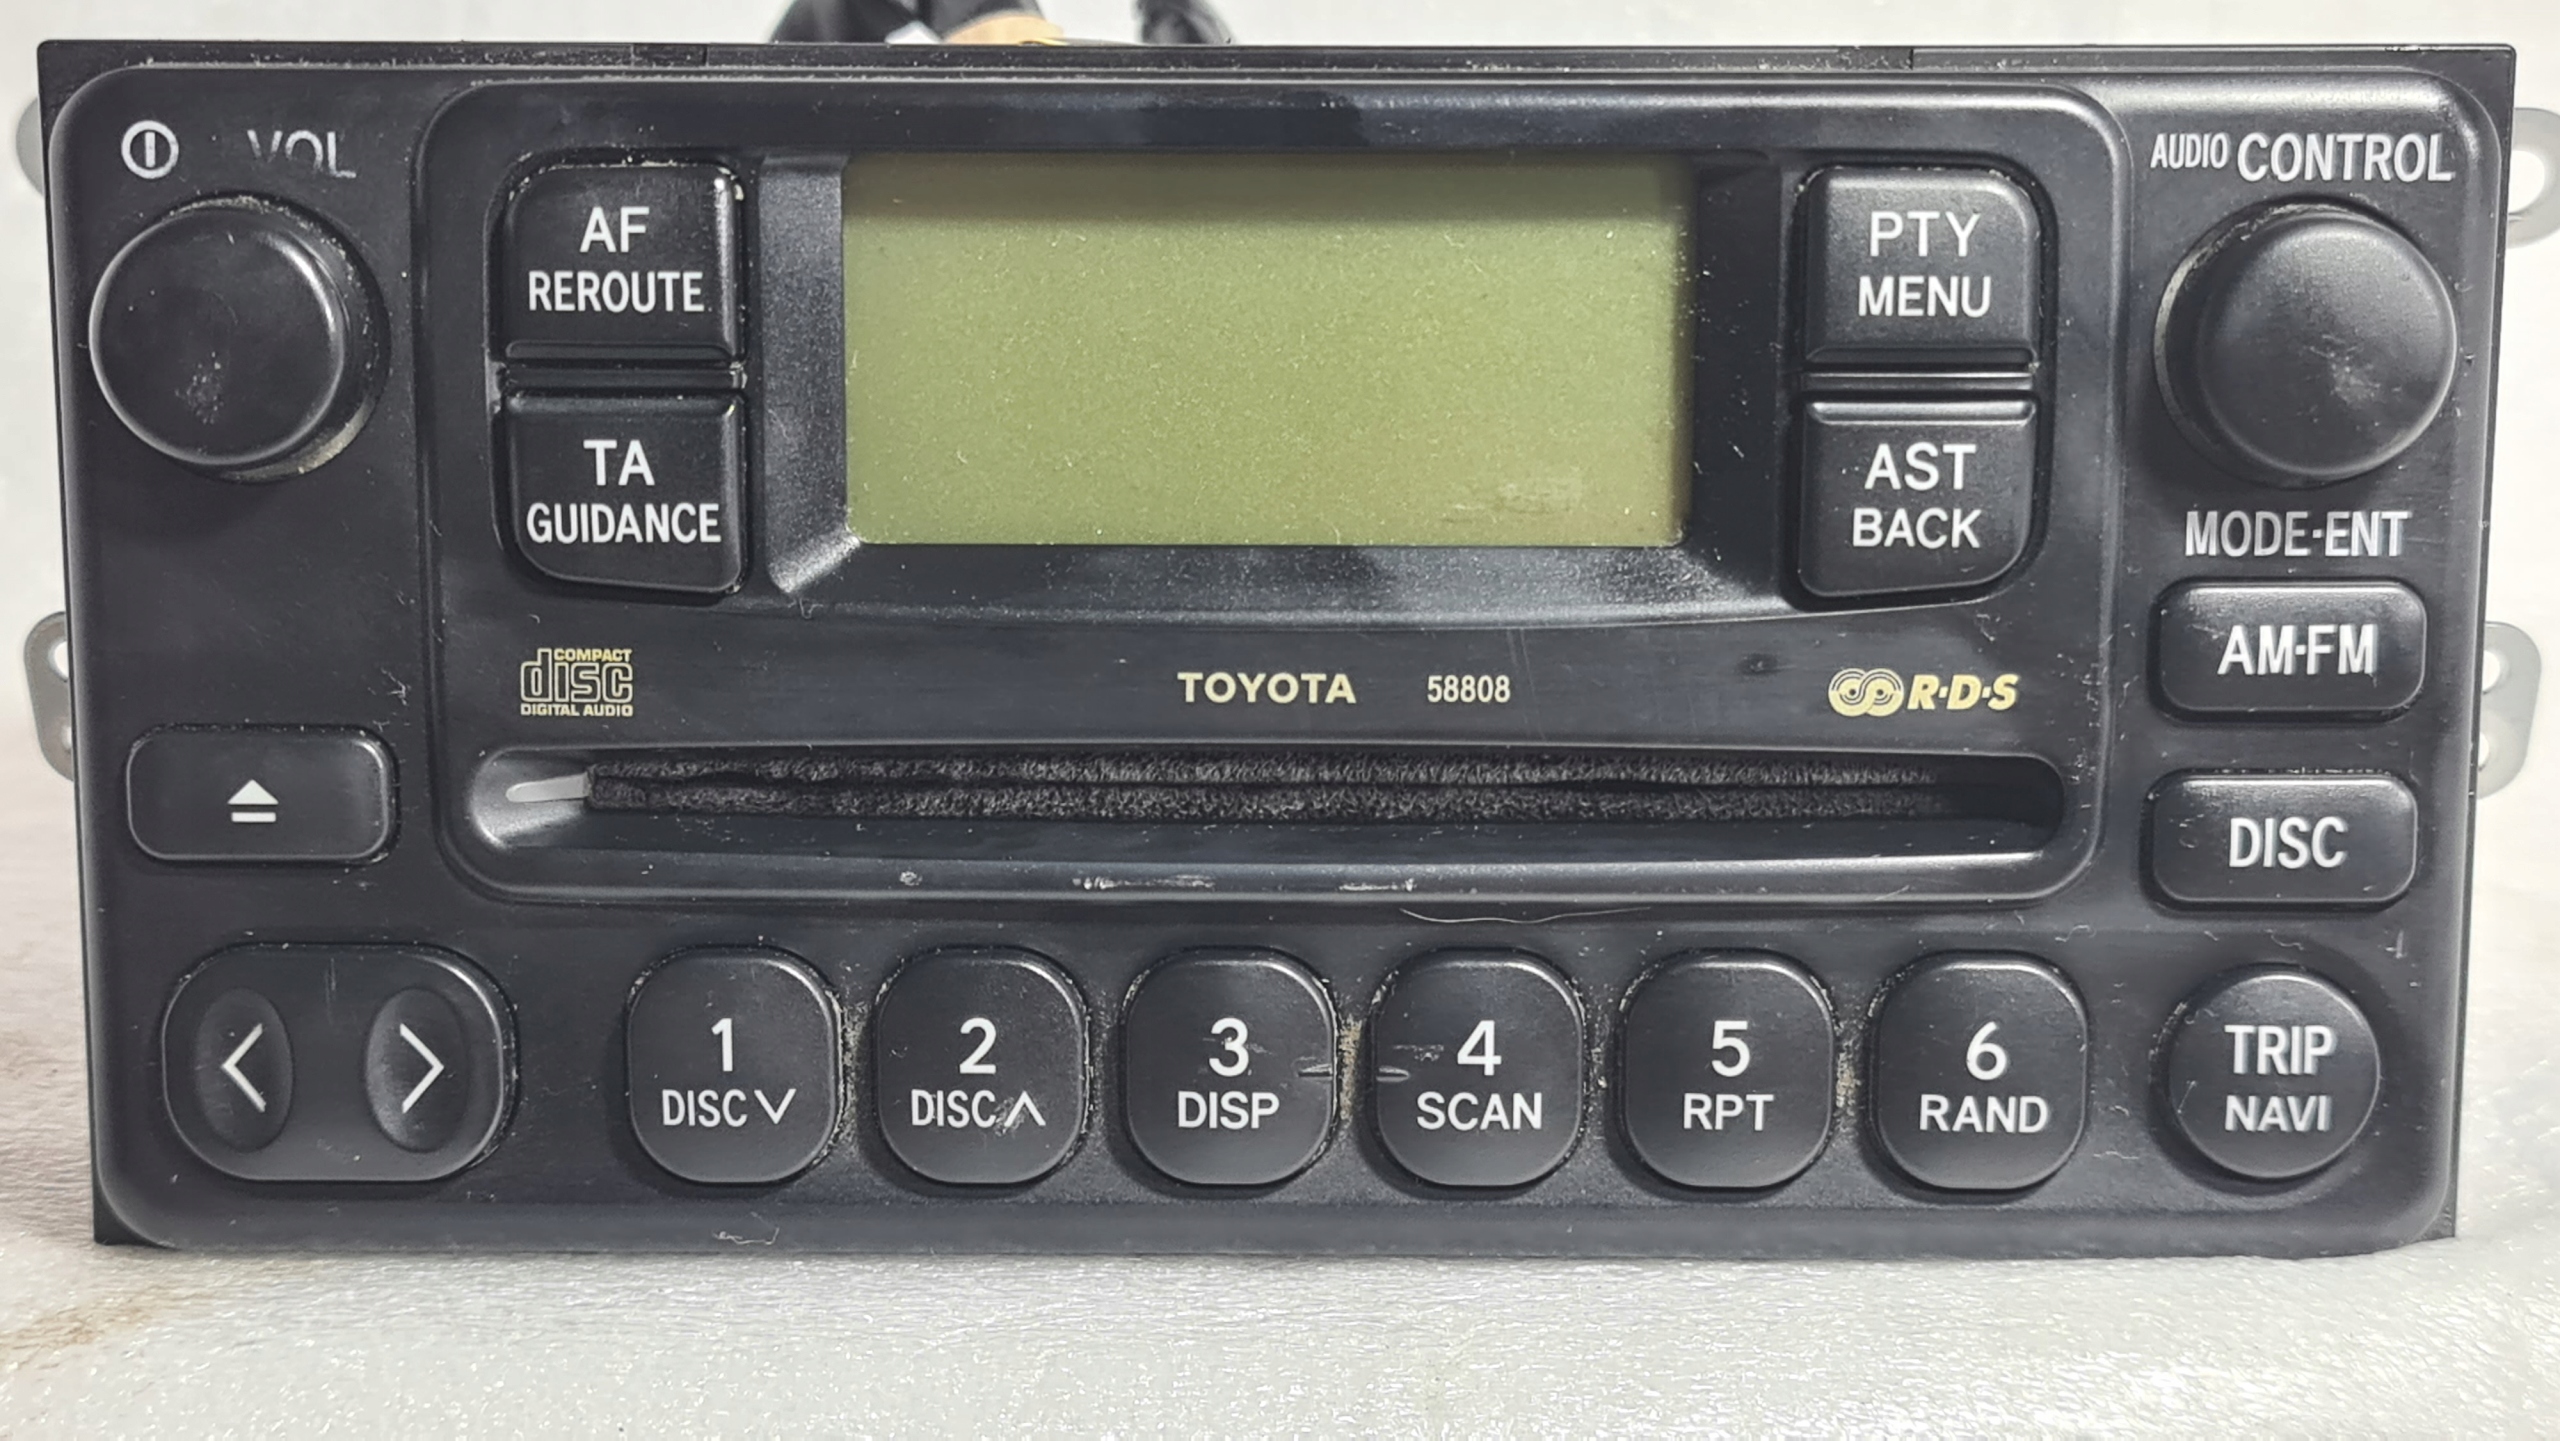 VOL
AUDIO CONTROL
AF
REROUTE
PTY
MENU
TA
GUIDANCE
AST
BACK
MODE·ENT
AM·FM
COMPACT
disc
DIGITAL AUDIO
TOYOTA 58808
R·D·S
DISC
1
DISC
2
DISC
3
DISP
4
SCAN
5
RPT
6
RAND
TRIP
NAVI